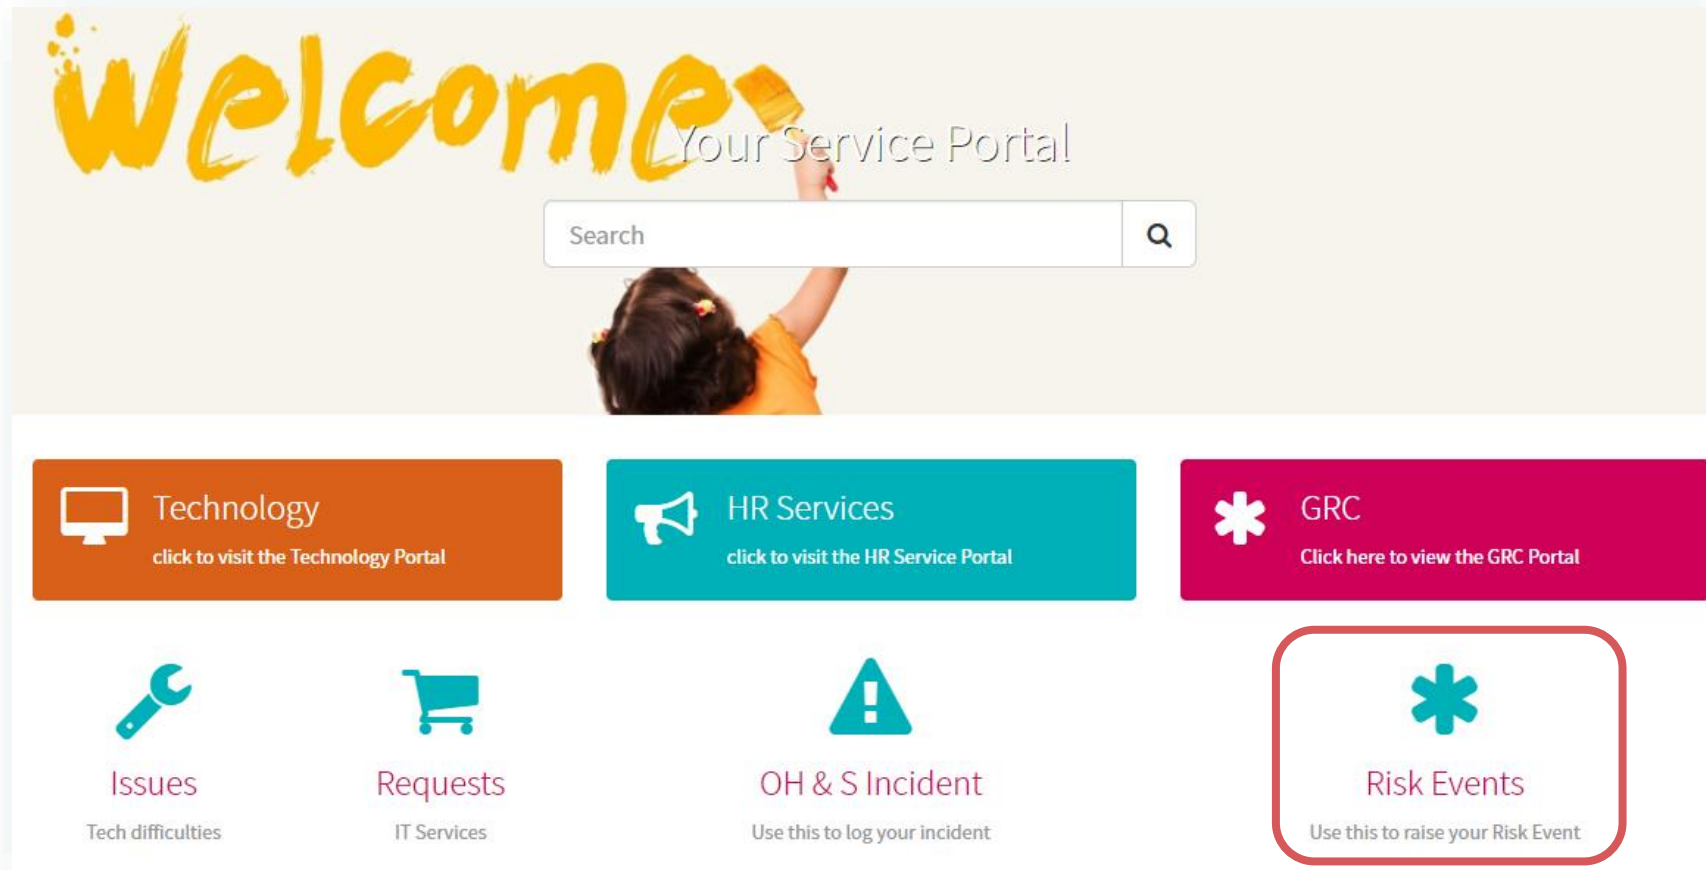 Welcome
Your Service Portal
Search
Technology
click to visit the Technology Portal
HR Services
click to visit the HR Service Portal
GRC
Click here to view the GRC Portal
Issues
Tech difficulties
Requests
IT Services
OH & S Incident
Use this to log your incident
Risk Events
Use this to raise your Risk Event